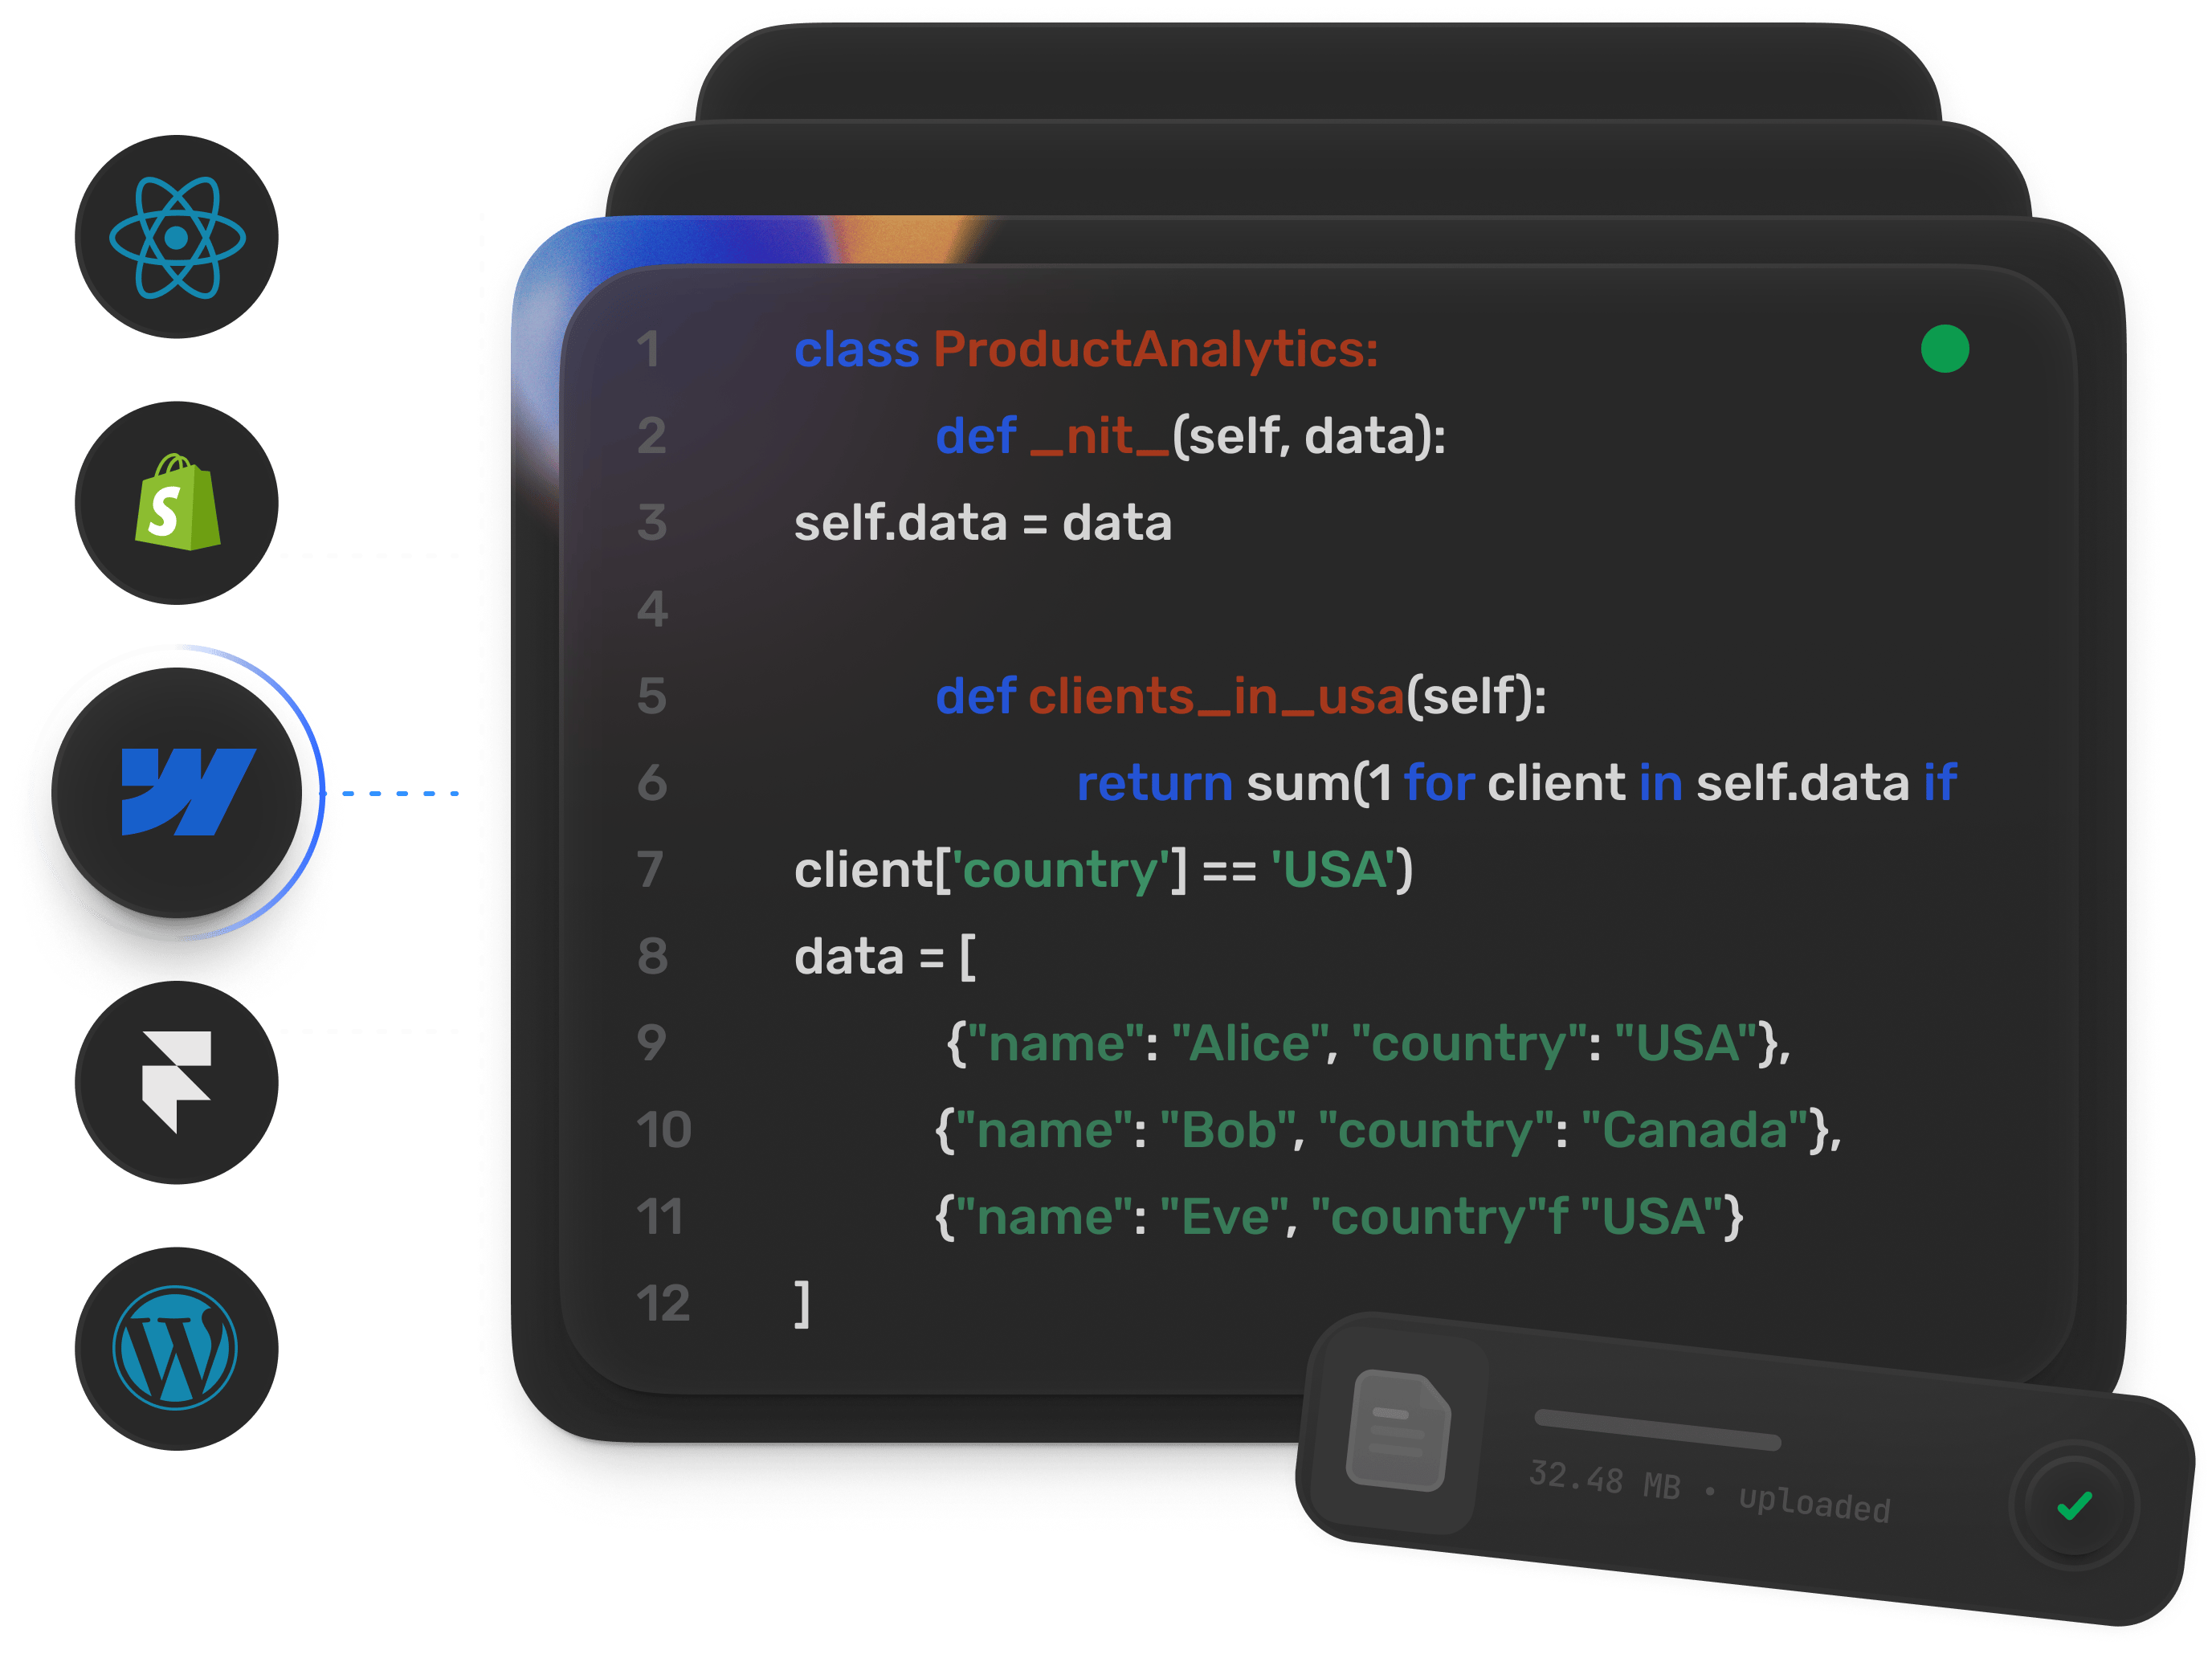 1 class ProductAnalytics:
2 def _nit_(self, data):
3 self.data = data
4
5 def clients_in_usa(self):
6 return sum(1 for client in self.data if
7 client['country'] == 'USA')
8 data = [
9 {"name": "Alice", "country": "USA"},
10 {"name": "Bob", "country": "Canada"},
11 {"name": "Eve", "country"f "USA"}
12 ]
32.48 MB • uploaded